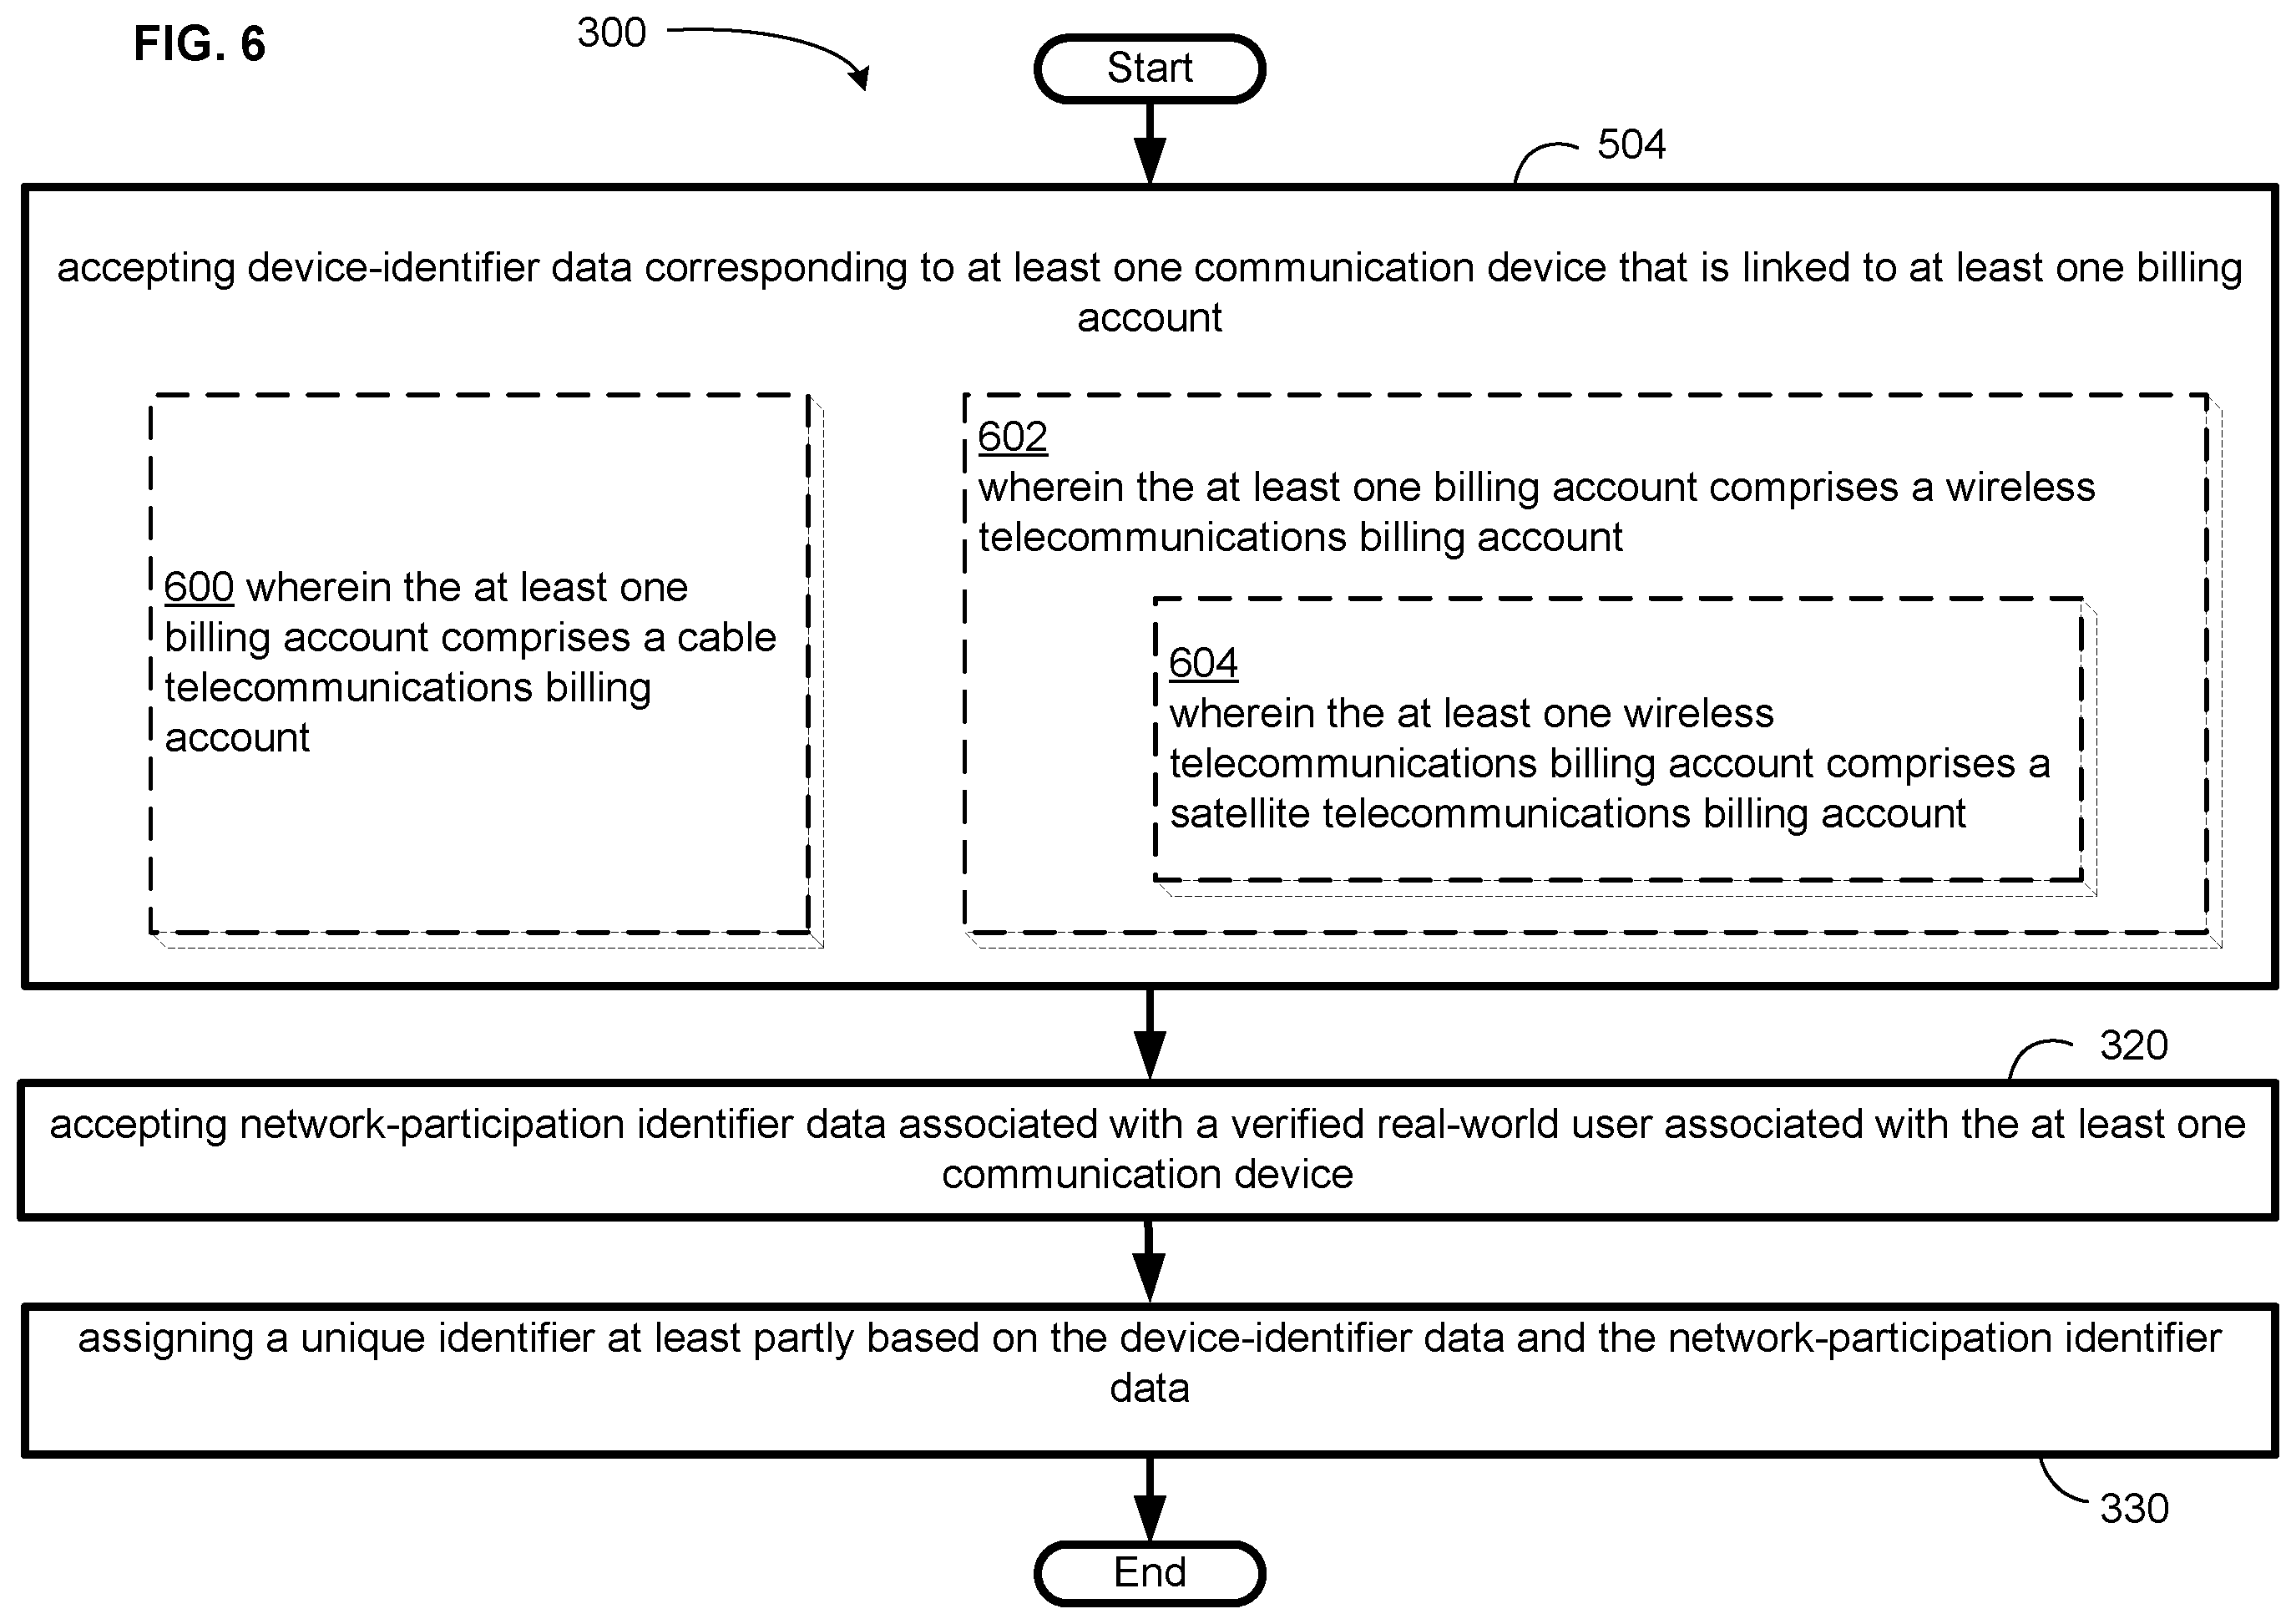 FIG. 6
300
Start
504
accepting device-identifier data corresponding to at least one communication device that is linked to at least one billing
account
600 wherein the at least one
billing account comprises a cable
telecommunications billing
account
602
wherein the at least one billing account comprises a wireless
telecommunications billing account
604
wherein the at least one wireless
telecommunications billing account comprises a
satellite telecommunications billing account
320
accepting network-participation identifier data associated with a verified real-world user associated with the at least one
communication device
assigning a unique identifier at least partly based on the device-identifier data and the network-participation identifier
data
330
End